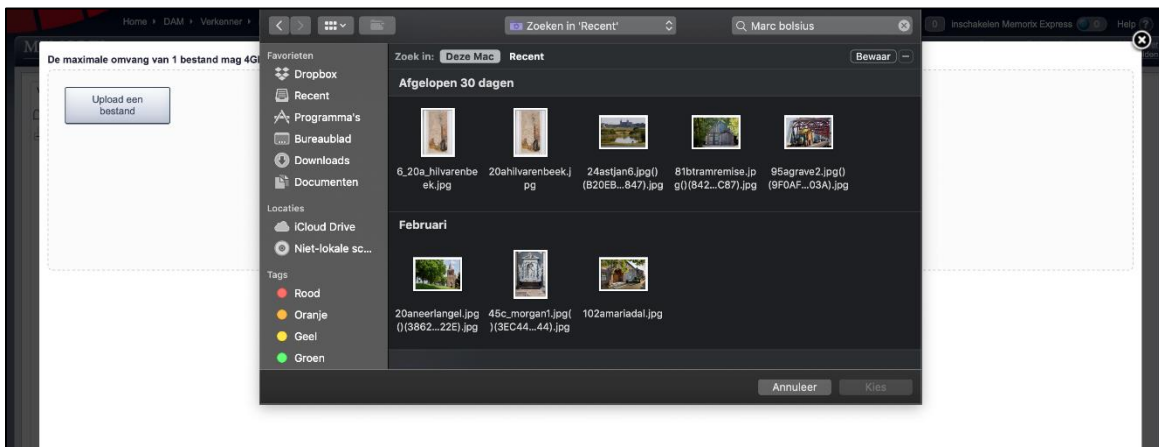 Home ▸ DAM ▸ Verkenner ▸
Zoeken in 'Recent'
Marc bolsius
0 inschakelen Memorix Express 0 Help ?
De maximale omvang van 1 bestand mag 4G
Upload een
bestand
Favorieten
Dropbox
Recent
Programma's
Bureaublad
Downloads
Documenten
Locaties
iCloud Drive
Niet-lokale sc...
Tags
Rood
Oranje
Geel
Groen
Zoek in: Deze Mac Recent Bewaar
Afgelopen 30 dagen
6_20a_hilvarenbe
ek.jpg
20ahilvarenbeek.j
pg
24astjan6.jpg()
(B20EB...847).jpg
81btramremise.jp
g()(842...C87).jpg
95agrave2.jpg()
(9F0AF...03A).jpg
Februari
20aneerlangel.jpg
()(3862...22E).jpg
45c_morgan1.jpg(
)(3EC44...44).jpg
102amariadal.jpg
Annuleer
Kies